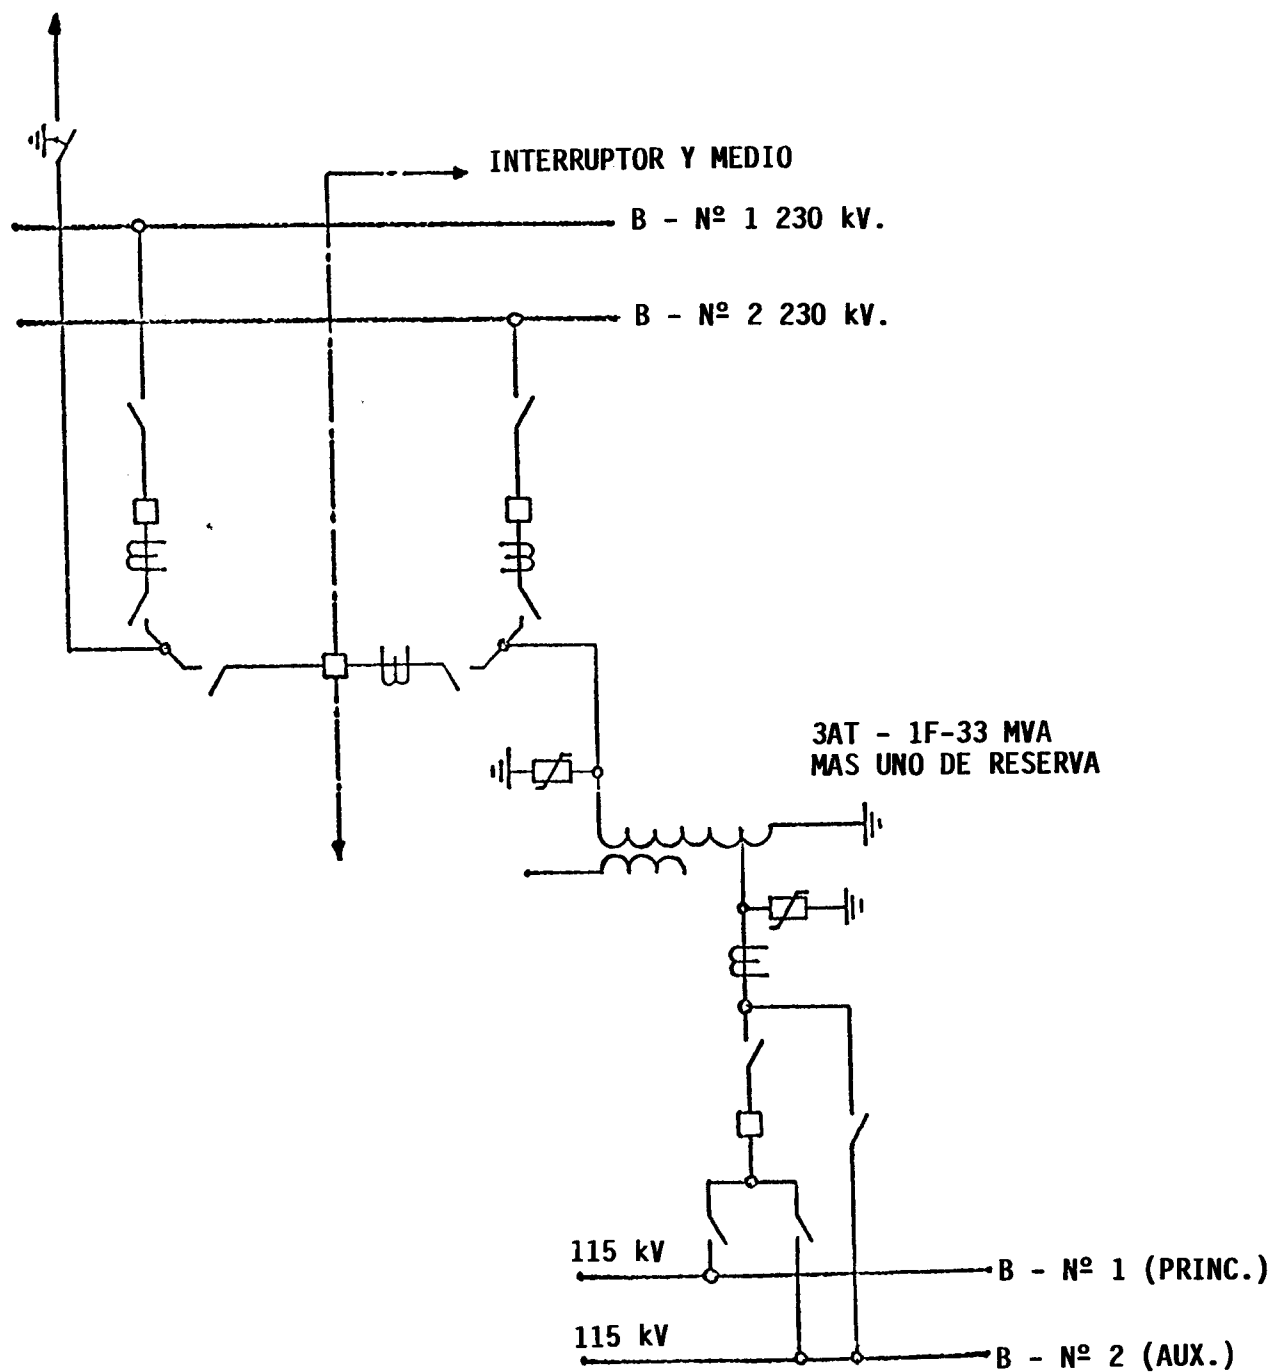 INTERRUPTOR Y MEDIO
B - Nº 1 230 kV.
B - Nº 2 230 kV.
3AT - 1F-33 MVA
MAS UNO DE RESERVA
115 kV
B - Nº 1 (PRINC.)
115 kV
B - Nº 2 (AUX.)